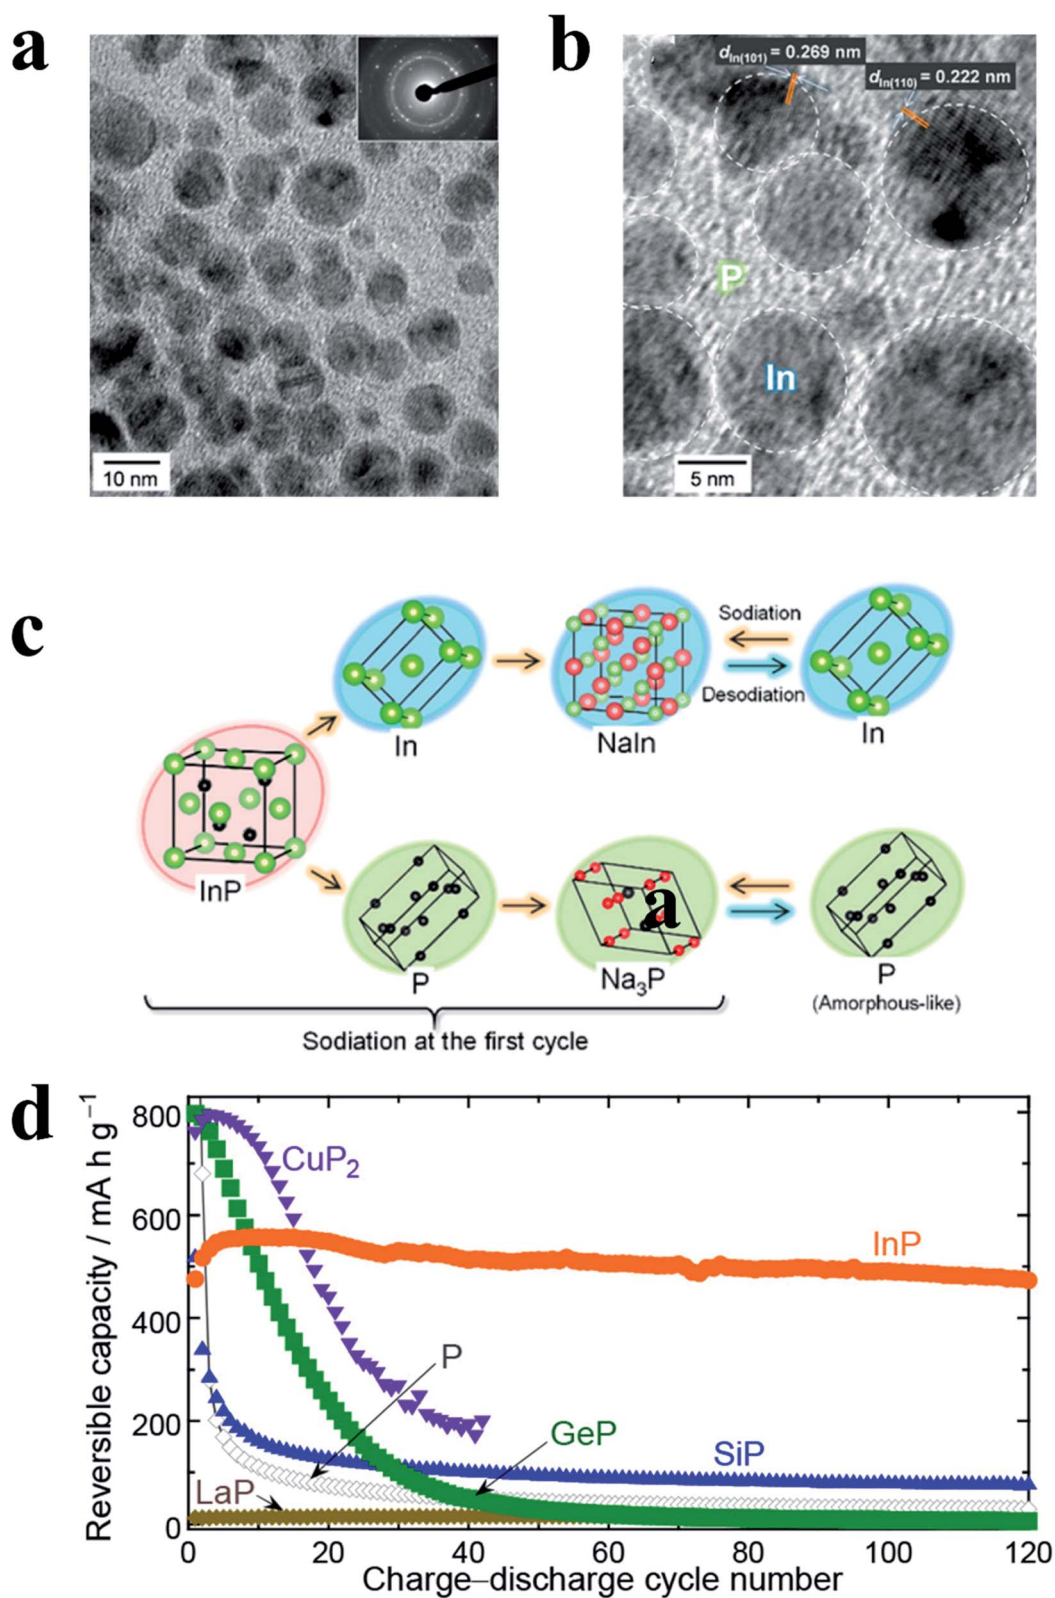 a
b
d_In(101) = 0.269 nm
d_In(110) = 0.222 nm
P
In
10 nm
5 nm
c
Sodiation
Desodiation
In
NaIn
In
InP
a
P
Na₃P
P
(Amorphous-like)
Sodiation at the first cycle
d
Reversible capacity / mA h g⁻¹
800
600
400
200
0
CuP₂
InP
P
GeP
SiP
LaP
0 20 40 60 80 100 120
Charge–discharge cycle number